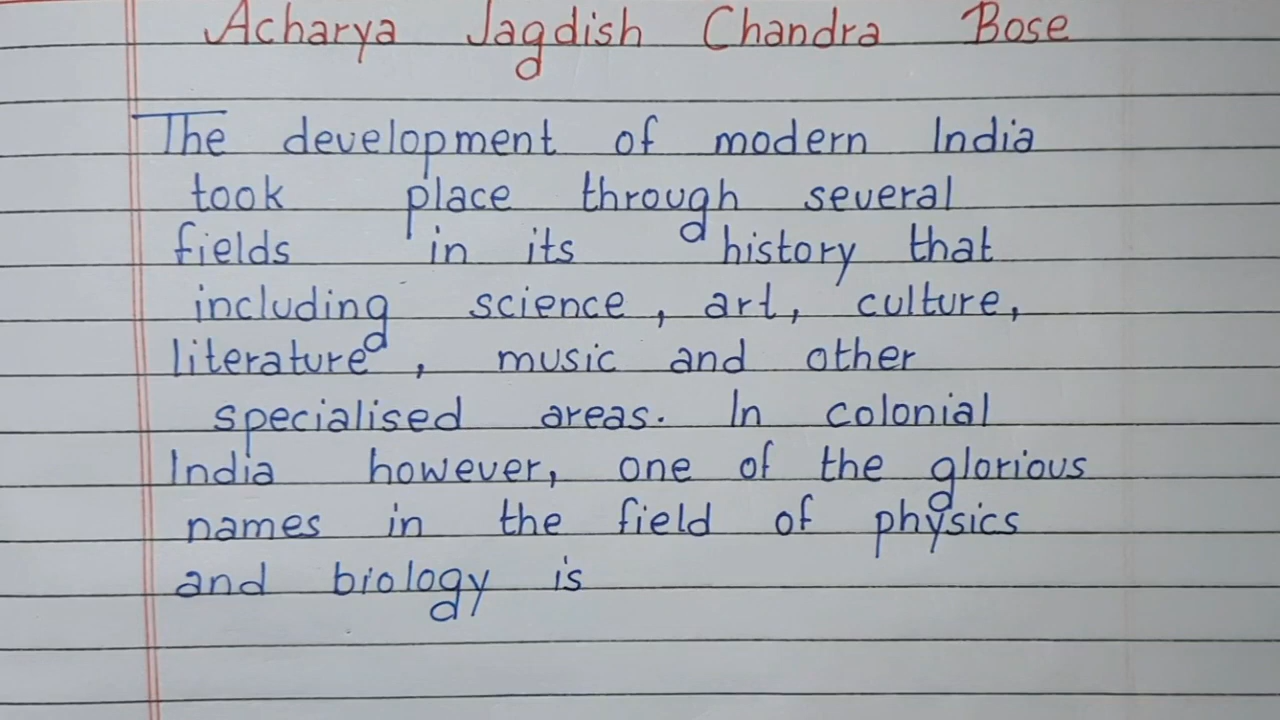 Acharya Jagdish Chandra Bose
The development of modern India
took place through several
fields in its history that
including science, art, culture,
literature, music and other
specialised areas. In colonial
India however, one of the glorious
names in the field of physics
and biology is